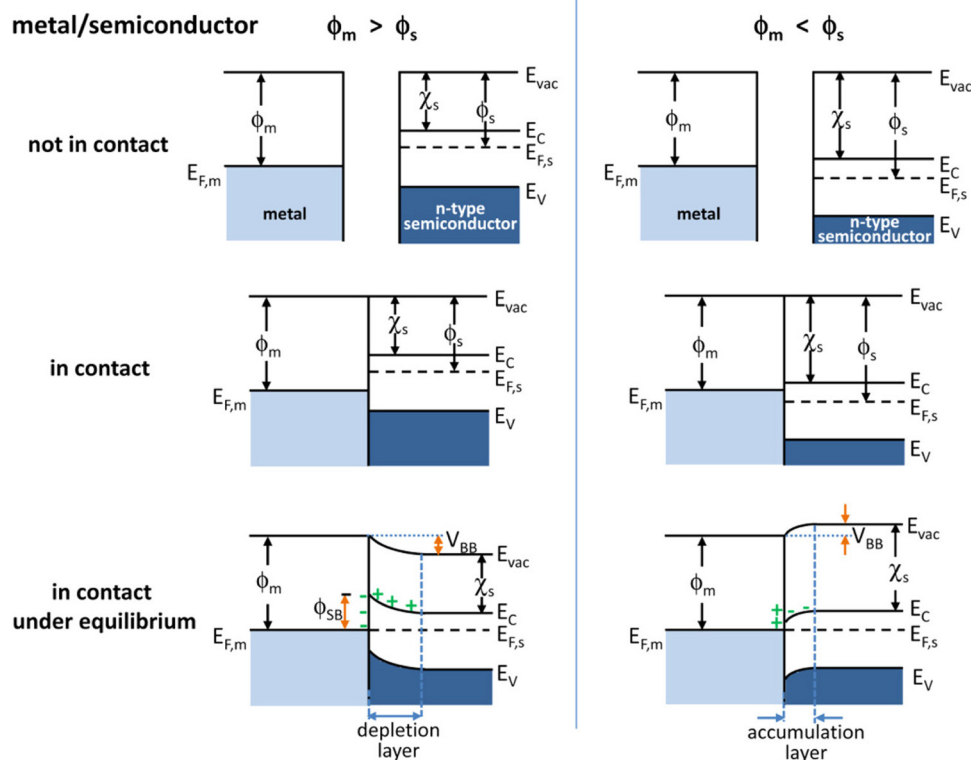 metal/semiconductor ϕm > ϕs ϕm < ϕs
not in contact
ϕm
χs
ϕs
Evac
EC
EF,s
EV
EF,m
metal
n-type
semiconductor
ϕm
χs
ϕs
Evac
EC
EF,s
EV
EF,m
metal
n-type
semiconductor
in contact
ϕm
χs
ϕs
Evac
EC
EF,s
EV
EF,m
ϕm
χs
ϕs
Evac
EC
EF,s
EV
EF,m
in contact
under equilibrium
ϕm
VBB
Evac
χs
ϕSB
- - - + + + +
EC
EF,s
EV
EF,m
depletion
layer
ϕm
VBB
Evac
χs
+ + - -
EC
EF,s
EV
EF,m
accumulation
layer